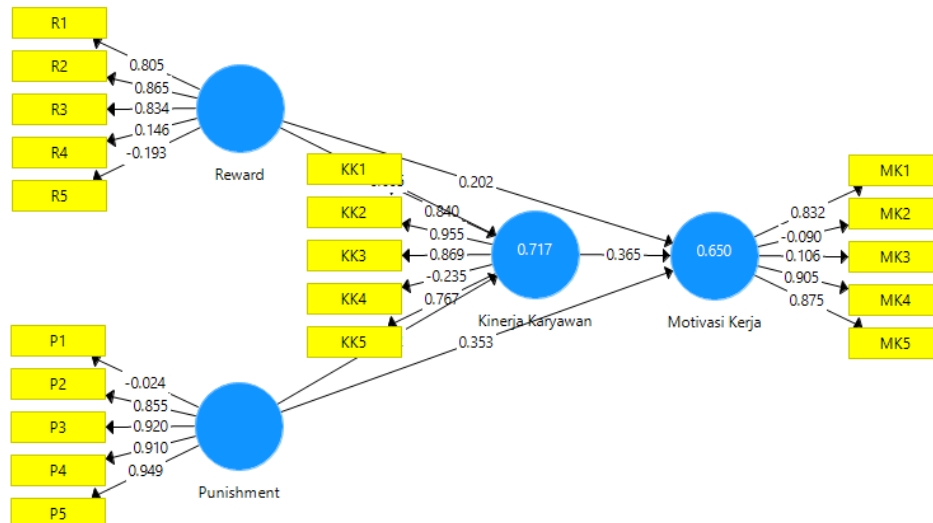 R1
R2
R3
R4
R5
0.805
0.865
0.834
0.146
-0.193
Reward
KK1
KK2
KK3
KK4
KK5
0.840
0.955
0.869
-0.235
0.767
0.202
0.717
Kinerja Karyawan
0.365
0.353
0.650
Motivasi Kerja
0.832
-0.090
0.106
0.905
0.875
MK1
MK2
MK3
MK4
MK5
P1
P2
P3
P4
P5
-0.024
0.855
0.920
0.910
0.949
Punishment